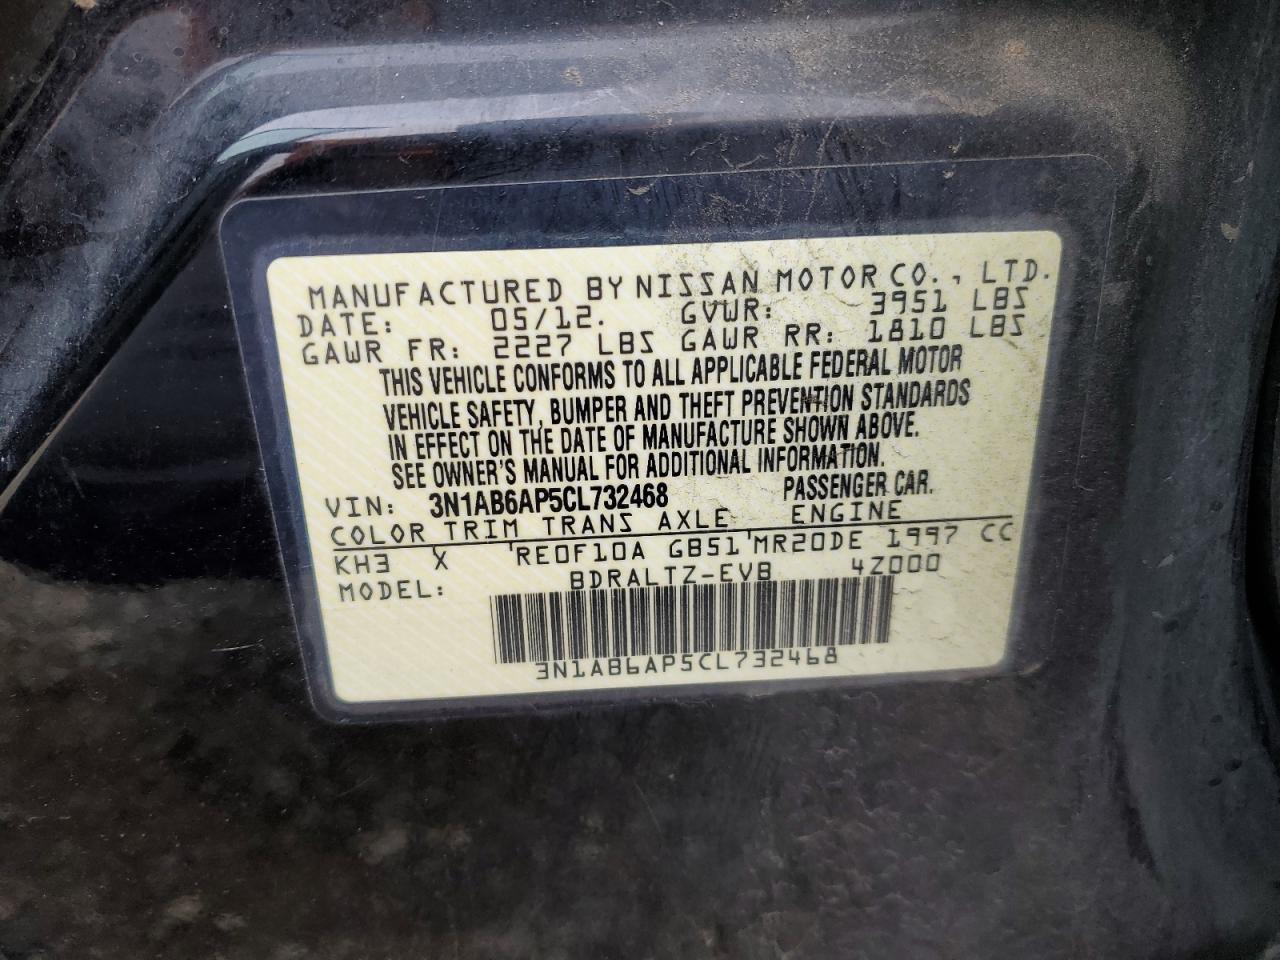 MANUFACTURED BY NISSAN MOTOR CO., LTD.
DATE: 05/12. GVWR: 3951 LBS
GAWR FR: 2227 LBS GAWR RR: 1810 LBS
THIS VEHICLE CONFORMS TO ALL APPLICABLE FEDERAL MOTOR
VEHICLE SAFETY, BUMPER AND THEFT PREVENTION STANDARDS
IN EFFECT ON THE DATE OF MANUFACTURE SHOWN ABOVE.
SEE OWNER'S MANUAL FOR ADDITIONAL INFORMATION.
VIN: 3N1AB6AP5CL732468 PASSENGER CAR.
COLOR TRIM TRANS AXLE ENGINE
KH3 X 'RE0F10A GB51'MR20DE 1997 CC
MODEL: BDRALTZ-EVB 4Z000
3N1AB6AP5CL732468